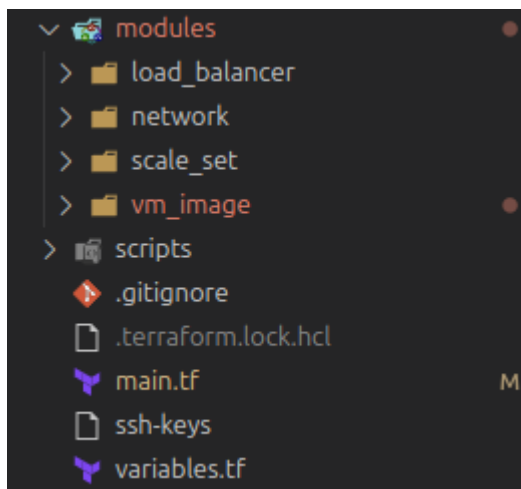 modules
load_balancer
network
scale_set
vm_image
scripts
.gitignore
.terraform.lock.hcl
main.tf M
ssh-keys
variables.tf